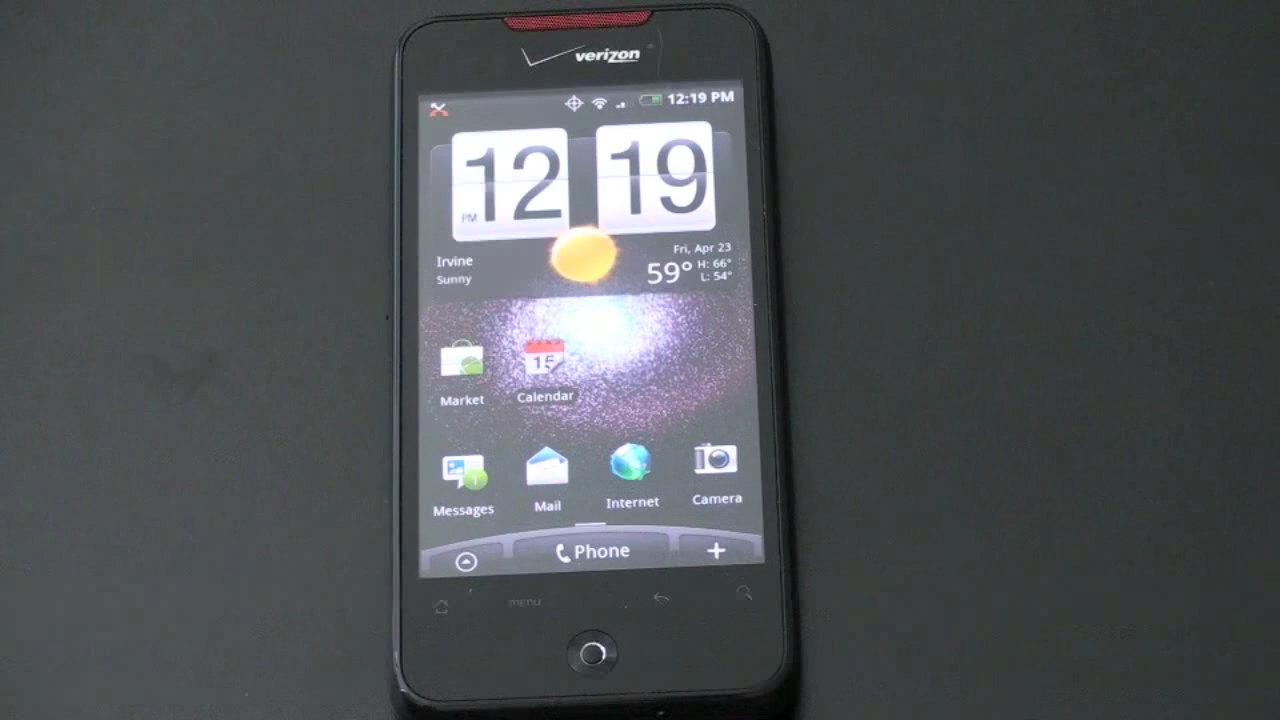 verizon
12:19 PM
12 19
PM
Irvine
Sunny
Fri, Apr 23
59° H: 66°
L: 54°
15
Market Calendar
1
Messages Mail Internet Camera
Phone
menu